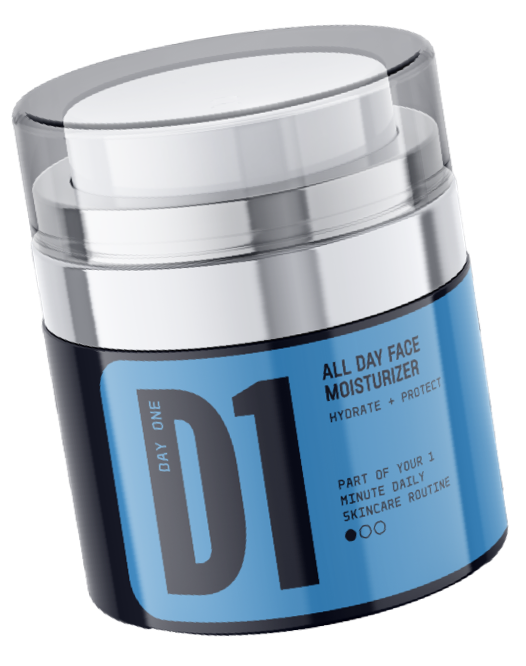 DAY ONE
D1
ALL DAY FACE
MOISTURIZER
HYDRATE + PROTECT
PART OF YOUR 1
MINUTE DAILY
SKINCARE ROUTINE